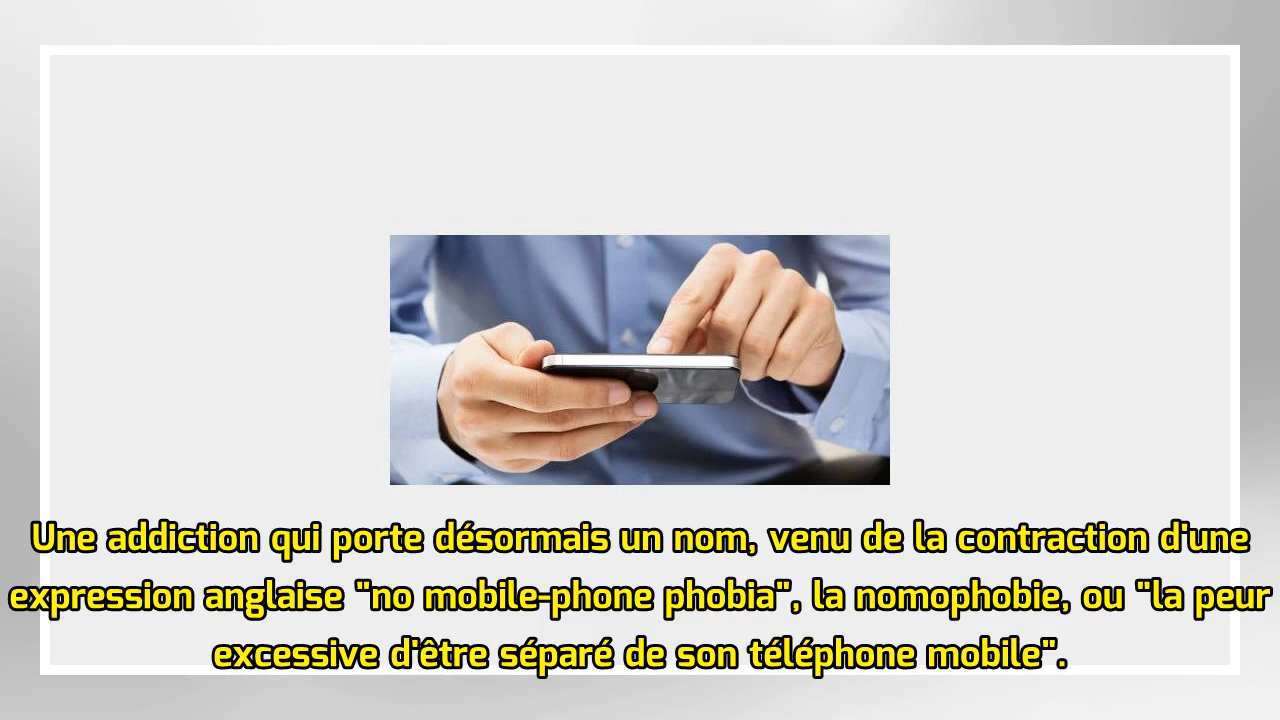 Une addiction qui porte désormais un nom, venu de la contraction d'une
expression anglaise "no mobile-phone phobia", la nomophobie, ou "la peur
excessive d'être séparé de son téléphone mobile".